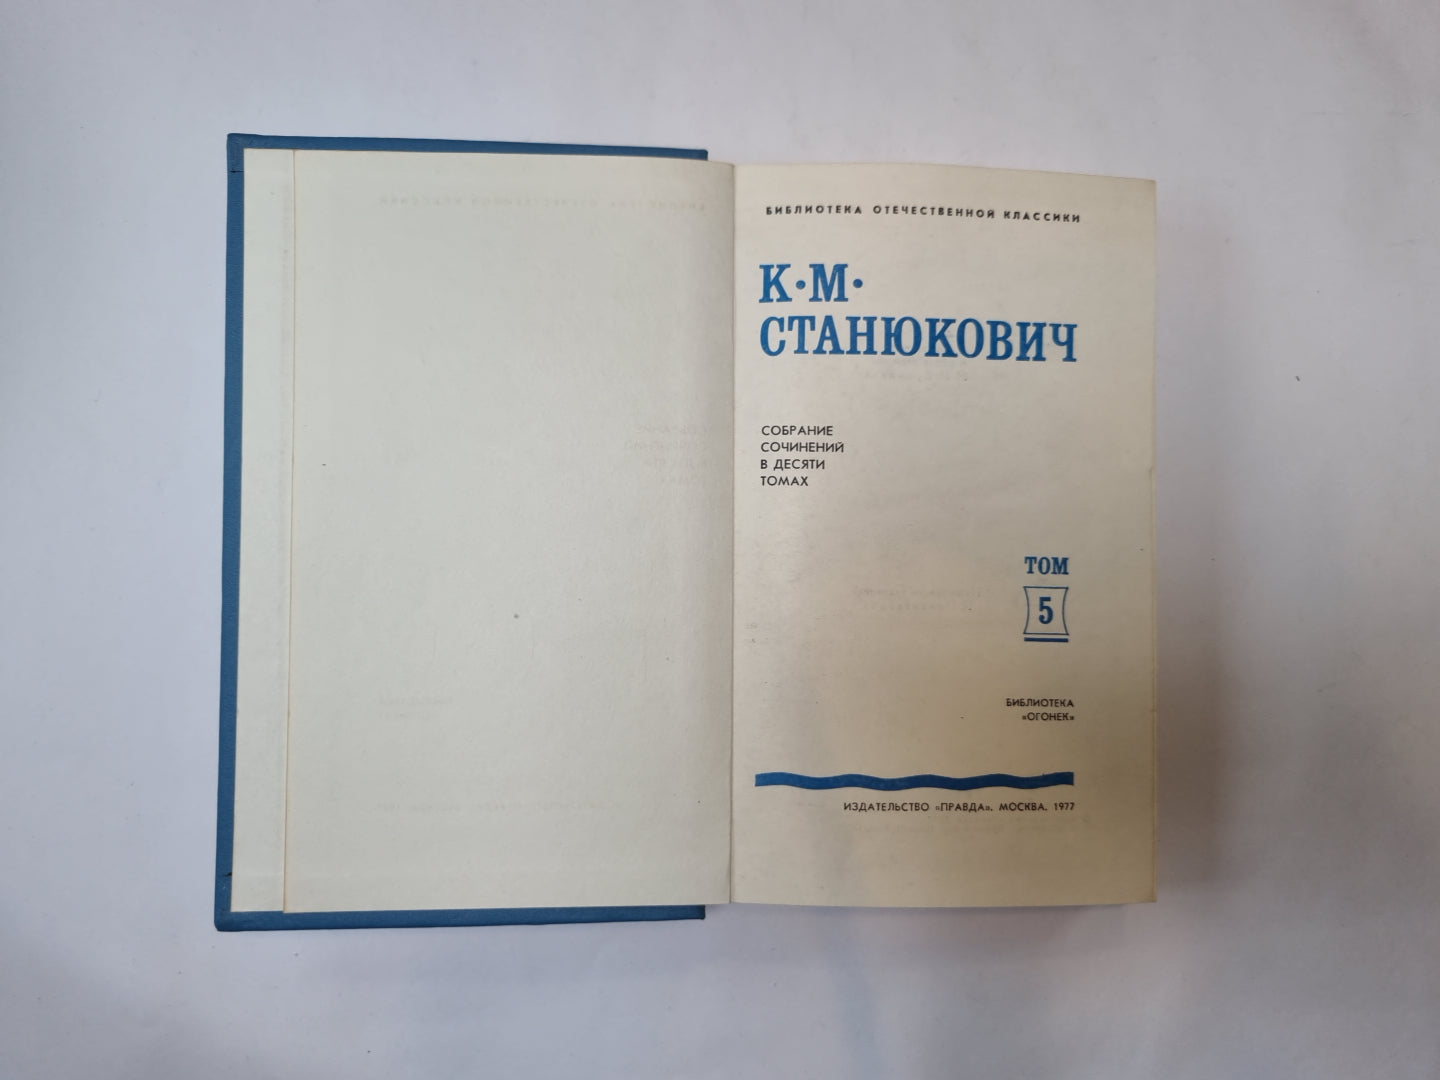 БИБЛИОТЕКА ОТЕЧЕСТВЕННОЙ КЛАССИКИ
К·М·
СТАНЮКОВИЧ
СОБРАНИЕ
СОЧИНЕНИЙ
В ДЕСЯТИ
ТОМАХ
ТОМ
5
БИБЛИОТЕКА
«ОГОНЕК»
ИЗДАТЕЛЬСТВО «ПРАВДА». МОСКВА. 1977